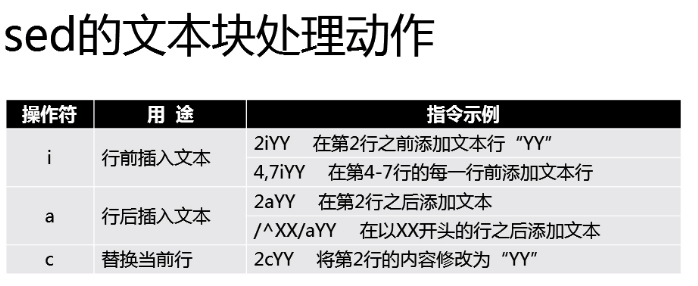 sed的文本块处理动作
操作符 用 途 指令示例
i 行前插入文本 2iYY 在第2行之前添加文本行“YY”
4,7iYY 在第4-7行的每一行前添加文本行
a 行后插入文本 2aYY 在第2行之后添加文本
/^XX/aYY 在以XX开头的行之后添加文本
c 替换当前行 2cYY 将第2行的内容修改为“YY”